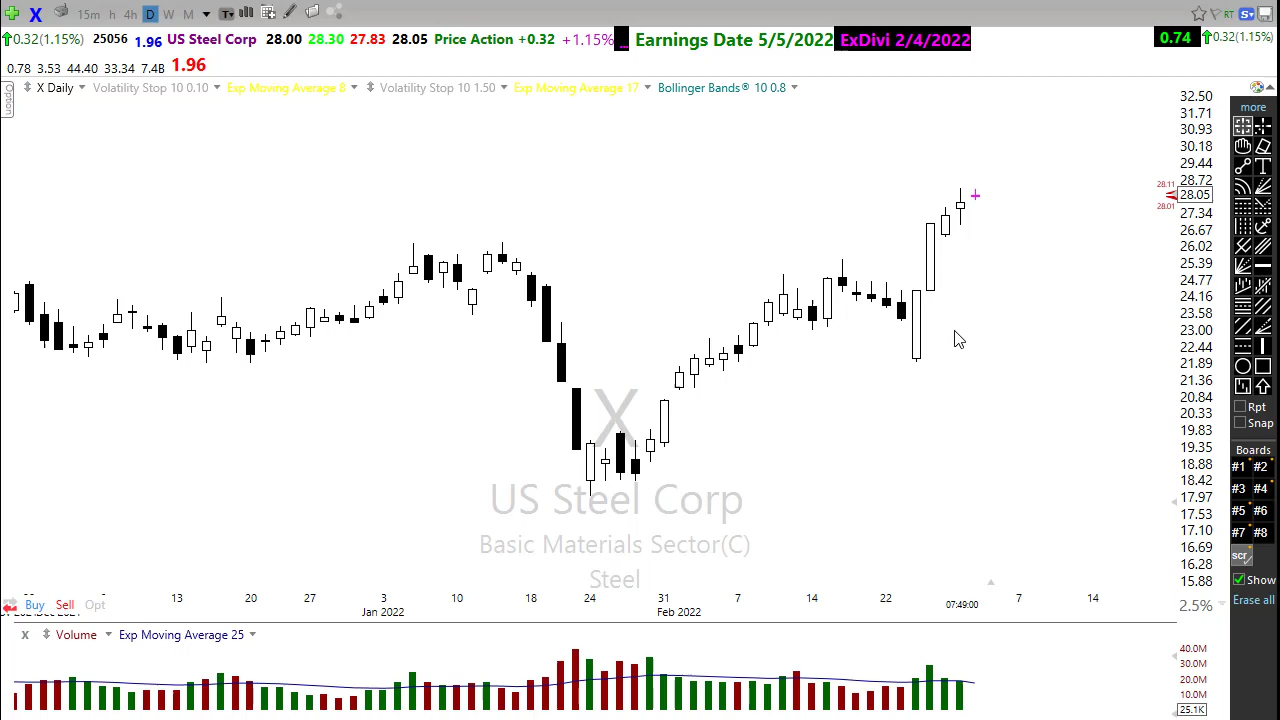 X 15m h 4h D W M T RT S
0.32(1.15%) 25056 1.96 US Steel Corp 28.00 28.30 27.83 28.05 Price Action +0.32 +1.15% ... Earnings Date 5/5/2022 ExDivi 2/4/2022 0.74 0.32(1.15%)
0.78 3.53 44.40 33.34 7.4B 1.96
Option
X Daily Volatility Stop 10 0.10 Exp Moving Average 8 Volatility Stop 10 1.50 Exp Moving Average 17 Bollinger Bands® 10 0.8
more
32.50
31.71
30.93
30.18
29.44
28.72
28.11
28.05
28.01
27.34
26.67
26.02
25.39
24.77
24.16
23.58
23.00
22.44
21.89
21.36
20.84
20.33
19.83
19.35
18.88
18.42
17.97
17.53
17.10
16.69
16.28
15.88
T
Rpt
Snap
Boards
#1 #2
#3 #4
#5 #6
#7 #8
scr
Show
Erase all
X
US Steel Corp
Basic Materials Sector(C)
Steel
13 20 27 10 18 24 31 7 14 22 07:49:00 7 14
Jan 2022 Feb 2022
Buy Sell Opt 2.5%
X Volume Exp Moving Average 25
40.0M
30.0M
20.0M
10.0M
25.1K